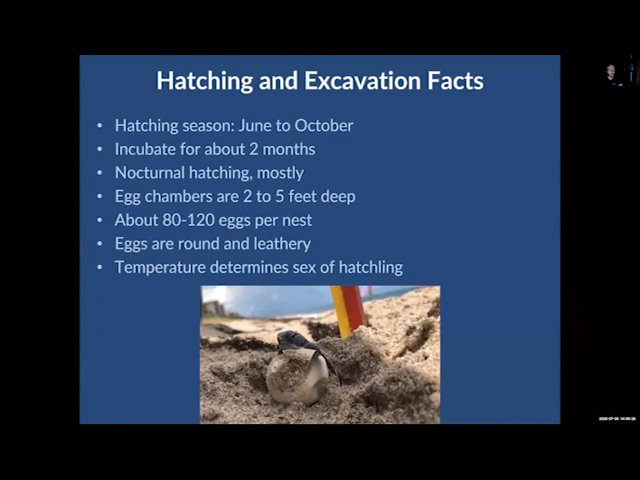 Hatching and Excavation Facts
• Hatching season: June to October
• Incubate for about 2 months
• Nocturnal hatching, mostly
• Egg chambers are 2 to 5 feet deep
• About 80-120 eggs per nest
• Eggs are round and leathery
• Temperature determines sex of hatchling